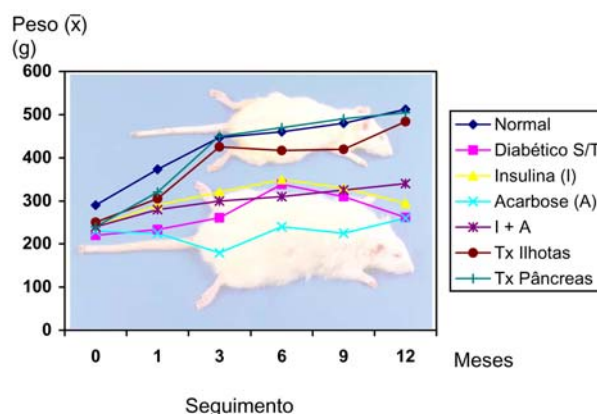 Peso (x̅)
(g)
600
500
400
300
200
100
0
0 1 3 6 9 12
Meses
Seguimento
Normal
Diabético S/T
Insulina (I)
Acarbose (A)
I + A
Tx Ilhotas
Tx Pâncreas